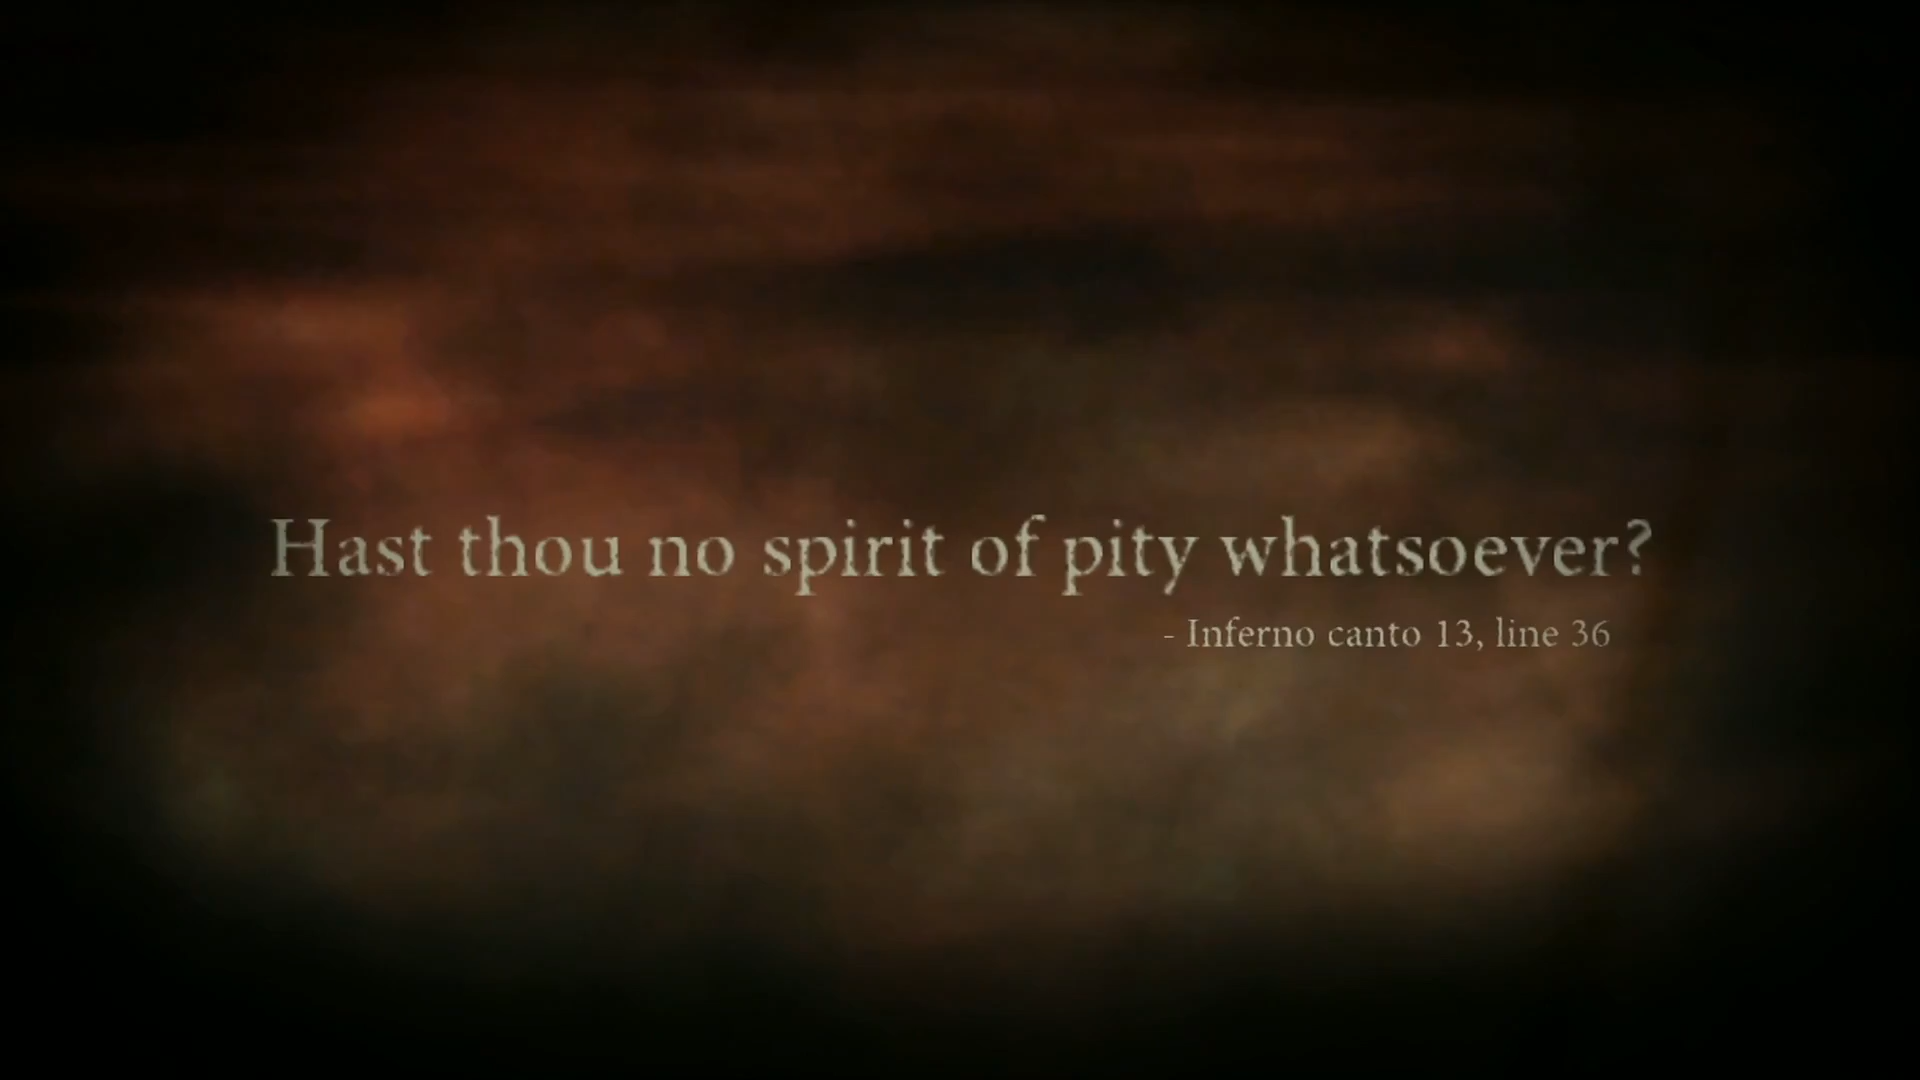 Hast thou no spirit of pity whatsoever?
- Inferno canto 13, line 36